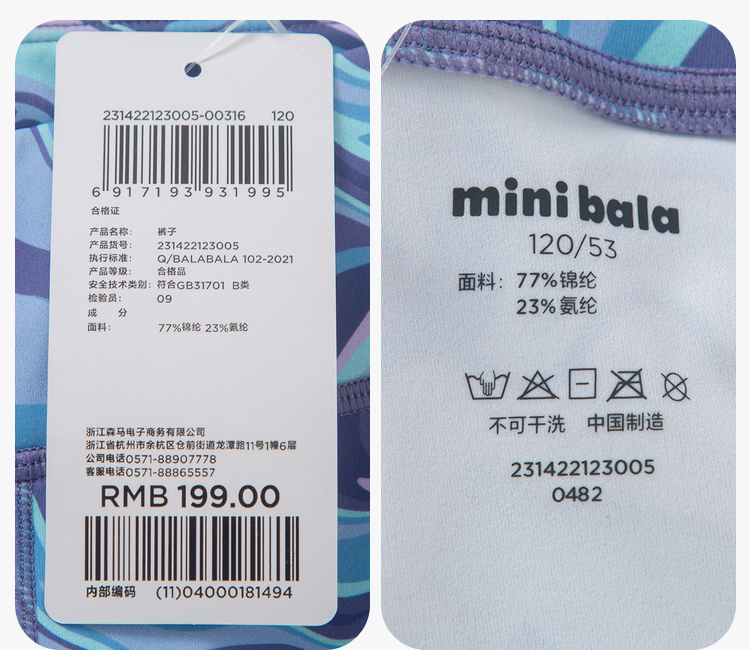 231422123005-00316 120
6 917193 931995
合格证
产品名称: 裤子
产品货号: 231422123005
执行标准: Q/BALABALA 102-2021
产品等级: 合格品
安全技术类别: 符合GB31701 B类
检验员: 09
成 分
面料: 77%锦纶 23%氨纶
浙江森马电子商务有限公司
浙江省杭州市余杭区仓前街道龙潭路11号1幢6层
公司电话0571-88907778
客服电话0571-88865557
RMB 199.00
内部编码 (11)04000181494
mini bala
120/53
面料: 77%锦纶
23%氨纶
不可干洗 中国制造
231422123005
0482